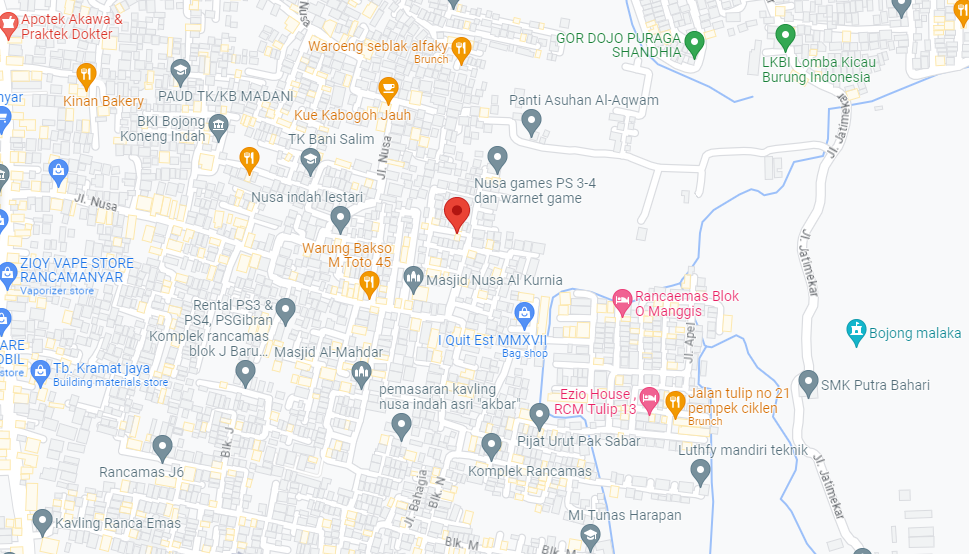 Apotek Akawa &
Praktek Dokter
Waroeng seblak alfaky
Brunch
GOR DOJO PURAGA
SHANDHIA
LKBI Lomba Kicau
Burung Indonesia
Kinan Bakery
PAUD TK/KB MADANI
Kue Kabogoh Jauh
Panti Asuhan Al-Aqwam
BKI Bojong
Koneng Indah
TK Bani Salim
Jl. Nusa
Jl. Jatimekar
Nusa games PS 3-4
dan warnet game
Nusa indah lestari
Jl. Nusa
Warung Bakso
M.Toto 45
ZIQY VAPE STORE
RANCAMANYAR
Vaporizer store
Masjid Nusa Al Kurnia
Jl. Jatimekar
Rancaemas Blok
O Manggis
Rental PS3 &
PS4, PSGibran
Komplek rancamas
blok J Baru...
I Quit Est MMXVII
Bag shop
Jl. Apel
Bojong malaka
Masjid Al-Mahdar
Tb. Kramat jaya
Building materials store
pemasaran kavling
nusa indah asri "akbar"
Ezio House ,
RCM Tulip 13
Jalan tulip no 21
pempek ciklen
Brunch
SMK Putra Bahari
Blk. J
Pijat Urut Pak Sabar
Luthfy mandiri teknik
Rancamas J6
Komplek Rancamas
Jl. Jatimekar
Jl. Bahagia
Blk. N
Kavling Ranca Emas
MI Tunas Harapan
Blk. M
Blk. M